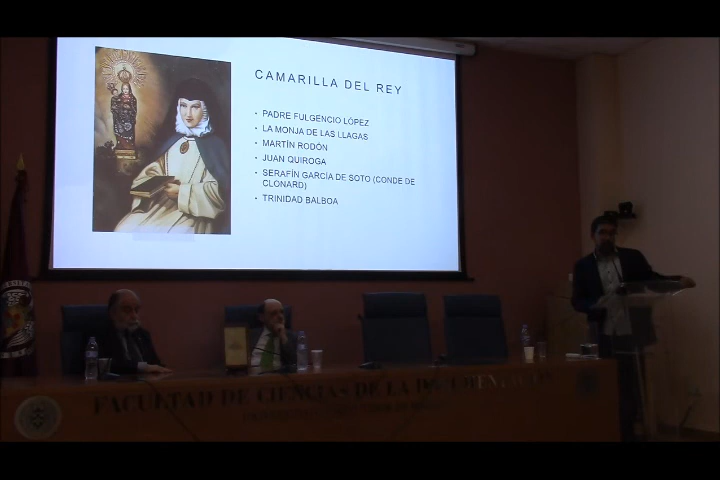 CAMARILLA DEL REY
• PADRE FULGENCIO LÓPEZ
• LA MONJA DE LAS LLAGAS
• MARTÍN RODÓN
• JUAN QUIROGA
• SERAFÍN GARCÍA DE SOTO (CONDE DE
CLONARD)
• TRINIDAD BALBOA
FACULTAD DE CIENCIAS DE LA DOCUMENTACIÓN